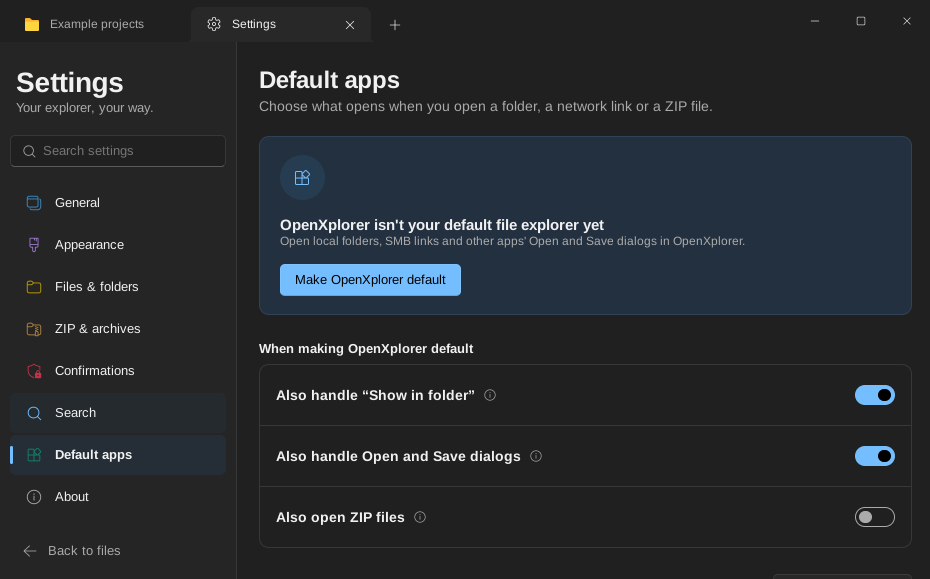 Example projects
Settings
Settings
Your explorer, your way.
Search settings
General
Appearance
Files & folders
ZIP & archives
Confirmations
Search
Default apps
About
Back to files
Default apps
Choose what opens when you open a folder, a network link or a ZIP file.
OpenXplorer isn't your default file explorer yet
Open local folders, SMB links and other apps' Open and Save dialogs in OpenXplorer.
Make OpenXplorer default
When making OpenXplorer default
Also handle “Show in folder”
Also handle Open and Save dialogs
Also open ZIP files